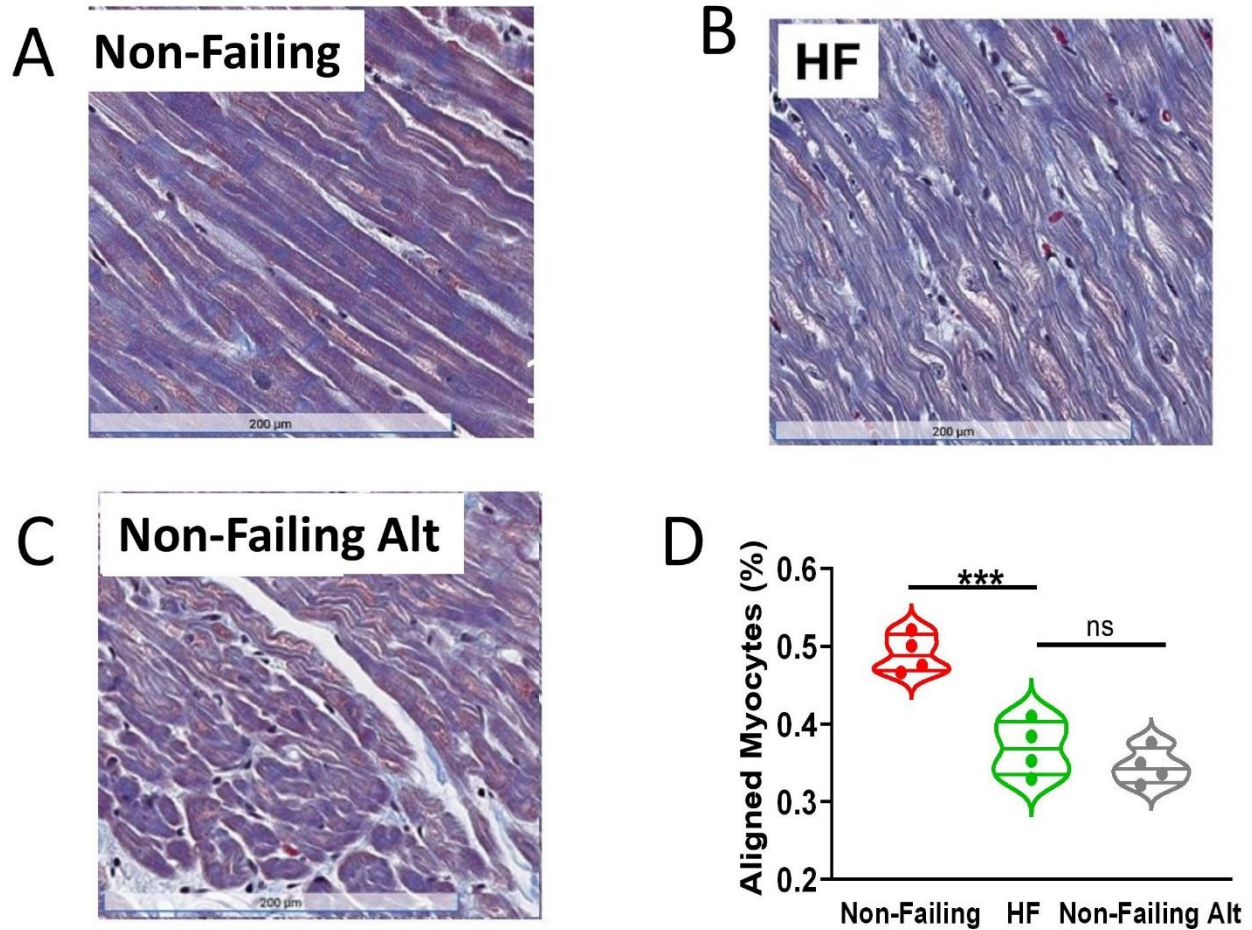 A
Non-Failing
200 µm
B
HF
200 µm
C
Non-Failing Alt
200 µm
D
Aligned Myocytes (%)
0.6
0.5
0.4
0.3
0.2
***
ns
Non-Failing HF Non-Failing Alt